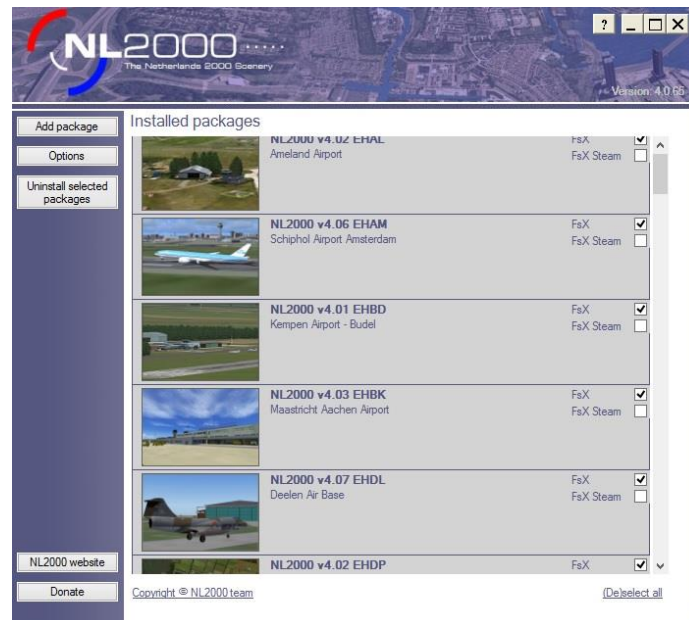 NL2000
The Netherlands 2000 Scenery
?
Version: 4.0.65
Add package
Options
Uninstall selected
packages
NL2000 website
Donate
Installed packages
NL2000 v4.02 EHAL
Ameland Airport
FsX
FsX Steam
NL2000 v4.06 EHAM
Schiphol Airport Amsterdam
FsX
FsX Steam
NL2000 v4.01 EHBD
Kempen Airport - Budel
FsX
FsX Steam
NL2000 v4.03 EHBK
Maastricht Aachen Airport
FsX
FsX Steam
NL2000 v4.07 EHDL
Deelen Air Base
FsX
FsX Steam
NL2000 v4.02 EHDP
FsX
Copyright © NL2000 team
(De)select all